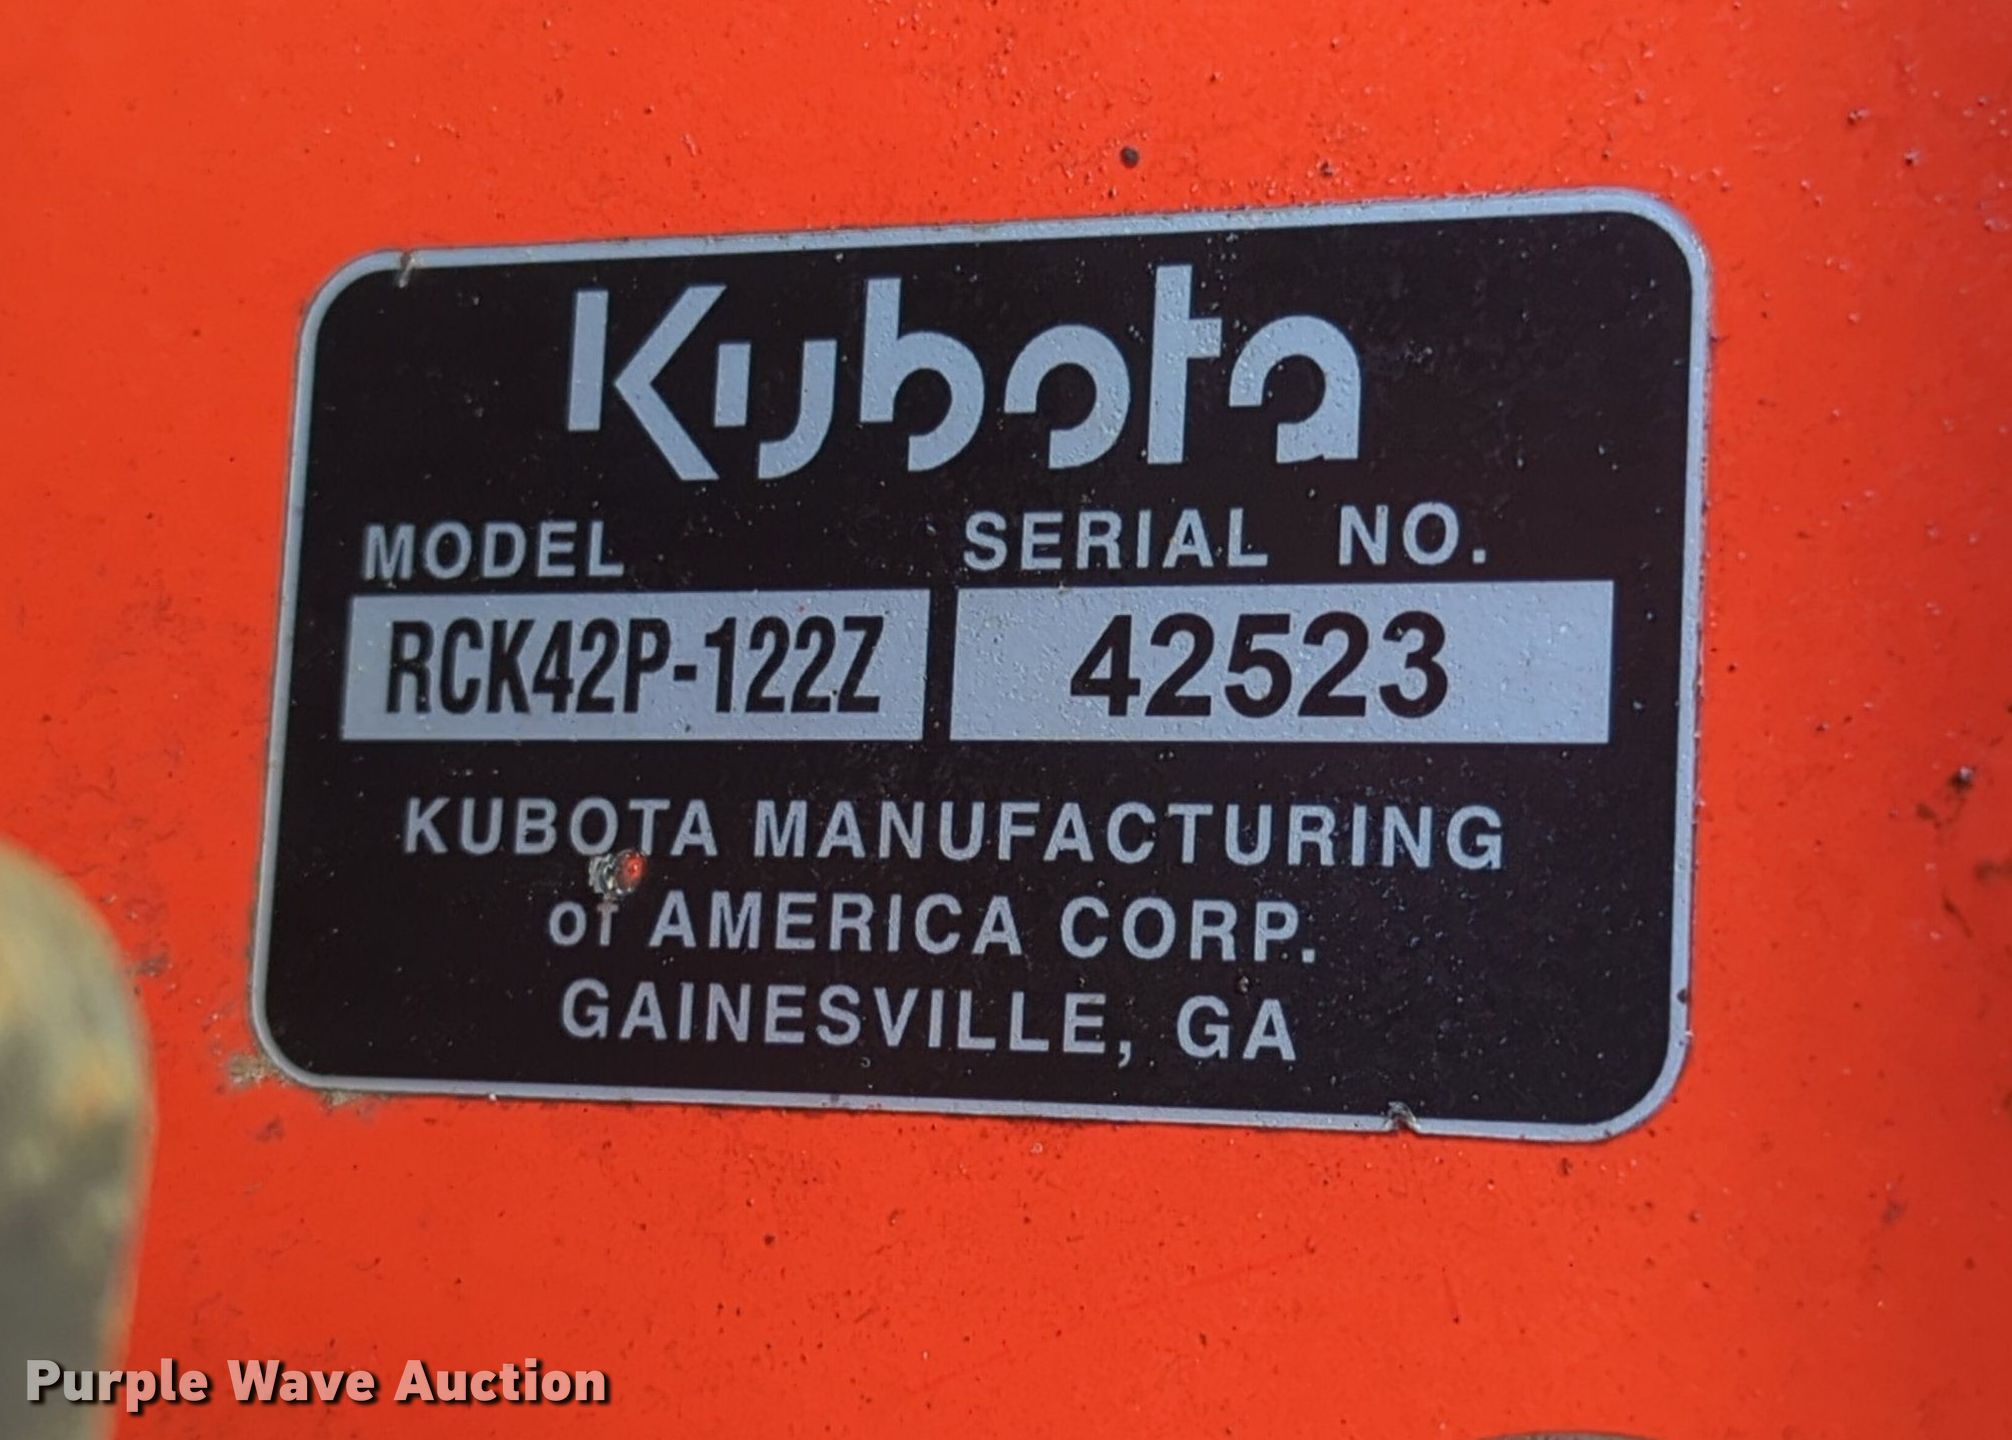 Kubota
MODEL SERIAL NO.
RCK42P-122Z 42523
KUBOTA MANUFACTURING
of AMERICA CORP.
GAINESVILLE, GA
Purple Wave Auction